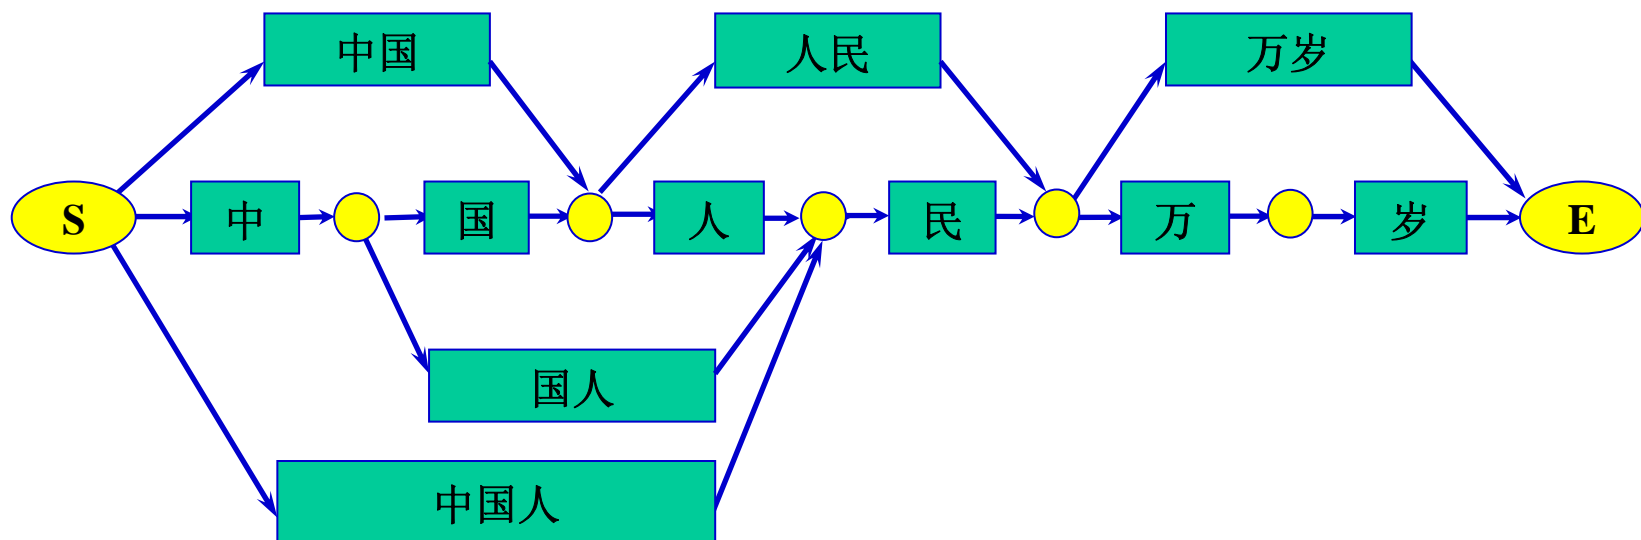 中国 人民 万岁
S 中 国 人 民 万 岁 E
国人
中国人